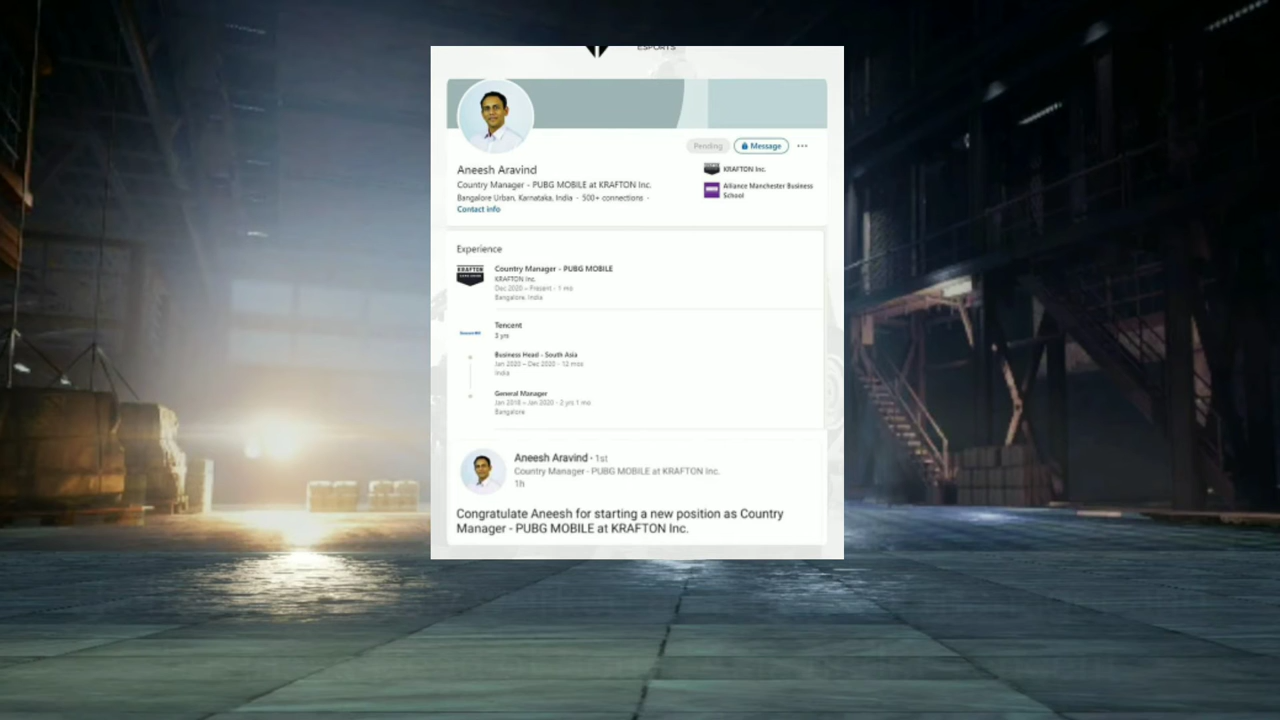 ESPORTS
Pending
Message
Aneesh Aravind
Country Manager - PUBG MOBILE at KRAFTON Inc.
Bangalore Urban, Karnataka, India - 500+ connections -
Contact info
KRAFTON Inc.
Alliance Manchester Business
School
Experience
KRAFTON
Country Manager - PUBG MOBILE
KRAFTON Inc.
Dec 2020 – Present - 1 mo
Bangalore, India
Tencent
3 yrs
Business Head - South Asia
Jan 2020 – Dec 2020 - 12 mos
India
General Manager
Jan 2018 – Jan 2020 - 2 yrs 1 mo
Bangalore
Aneesh Aravind · 1st
Country Manager - PUBG MOBILE at KRAFTON Inc.
1h
Congratulate Aneesh for starting a new position as Country
Manager - PUBG MOBILE at KRAFTON Inc.